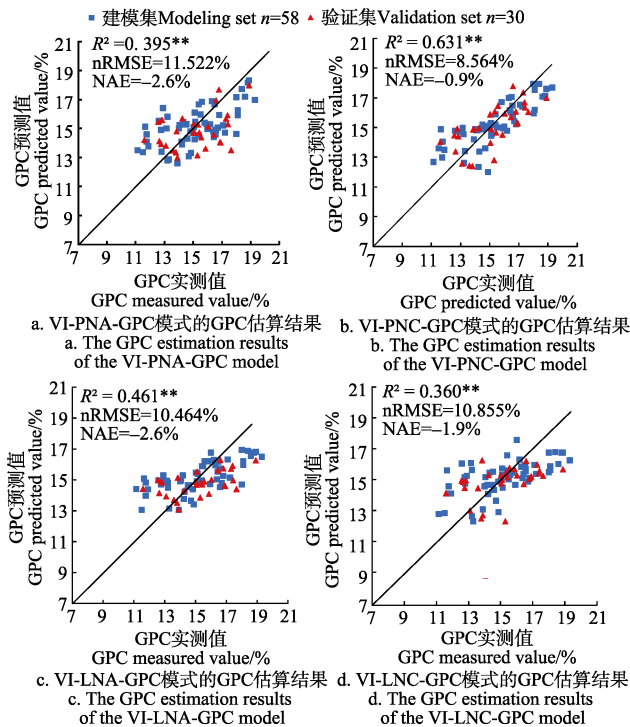 建模集Modeling set n=58 验证集Validation set n=30
R² =0. 395**
nRMSE=11.522%
NAE=–2.6%
21
19
17
15
13
11
9
7
GPC预测值
GPC predicted value/%
7 9 11 13 15 17 19 21
GPC实测值
GPC measured value/%
a. VI-PNA-GPC模式的GPC估算结果
a. The GPC estimation results
of the VI-PNA-GPC model
R² = 0.631**
nRMSE=8.564%
NAE=–0.9%
21
19
17
15
13
11
9
7
GPC预测值
GPC predicted value/%
7 9 11 13 15 17 19 21
GPC实测值
GPC predicted value/%
b. VI-PNC-GPC模式的GPC估算结果
b. The GPC estimation results
of the VI-PNC-GPC model
R² = 0.461**
nRMSE=10.464%
NAE=–2.6%
21
19
17
15
13
11
9
7
GPC预测值
GPC predicted value/%
7 9 11 13 15 17 19 21
GPC实测值
GPC measured value/%
c. VI-LNA-GPC模式的GPC估算结果
c. The GPC estimation results
of the VI-LNA-GPC model
R² = 0.360**
nRMSE=10.855%
NAE=–1.9%
21
19
17
15
13
11
9
7
GPC预测值
GPC predicted value/%
7 9 11 13 15 17 19 21
GPC实测值
GPC measured value/%
d. VI-LNC-GPC模式的GPC估算结果
d. The GPC estimation results
of the VI-LNC-GPC model